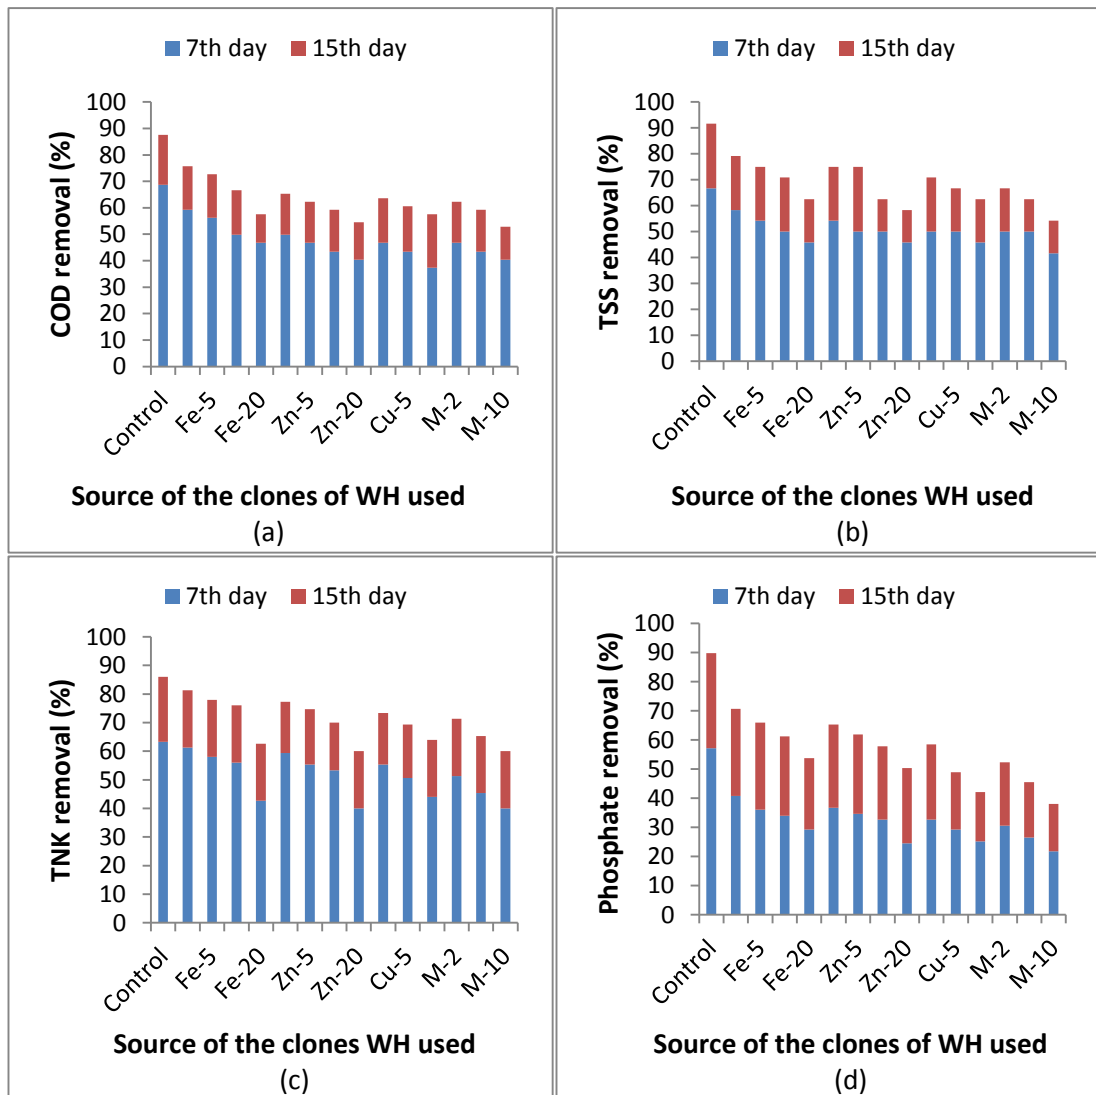 7th day 15th day
COD removal (%)
100
90
80
70
60
50
40
30
20
10
0
Control Fe-5 Fe-20 Zn-5 Zn-20 Cu-5 M-2 M-10
Source of the clones of WH used
(a)
7th day 15th day
TSS removal (%)
100
90
80
70
60
50
40
30
20
10
0
Control Fe-5 Fe-20 Zn-5 Zn-20 Cu-5 M-2 M-10
Source of the clones WH used
(b)
7th day 15th day
TNK removal (%)
100
90
80
70
60
50
40
30
20
10
0
Control Fe-5 Fe-20 Zn-5 Zn-20 Cu-5 M-2 M-10
Source of the clones WH used
(c)
7th day 15th day
Phosphate removal (%)
100
90
80
70
60
50
40
30
20
10
0
Control Fe-5 Fe-20 Zn-5 Zn-20 Cu-5 M-2 M-10
Source of the clones of WH used
(d)